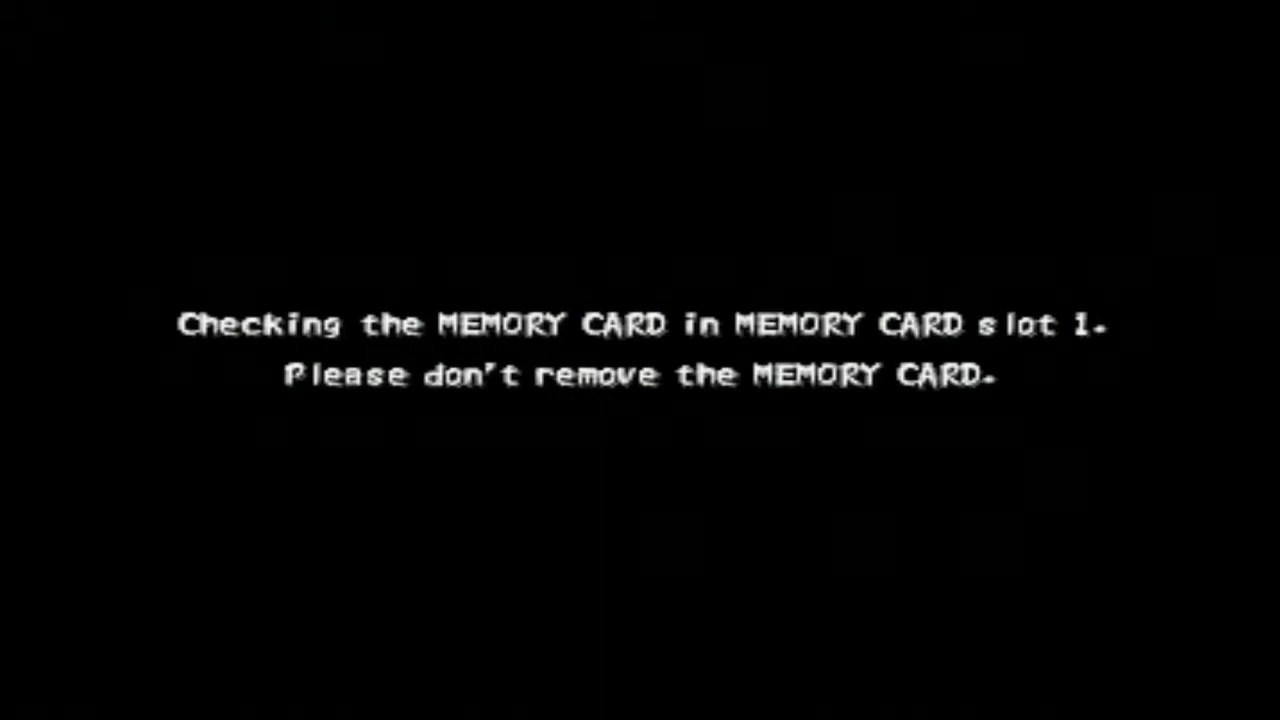 Checking the MEMORY CARD in MEMORY CARD slot 1.
Please don't remove the MEMORY CARD.